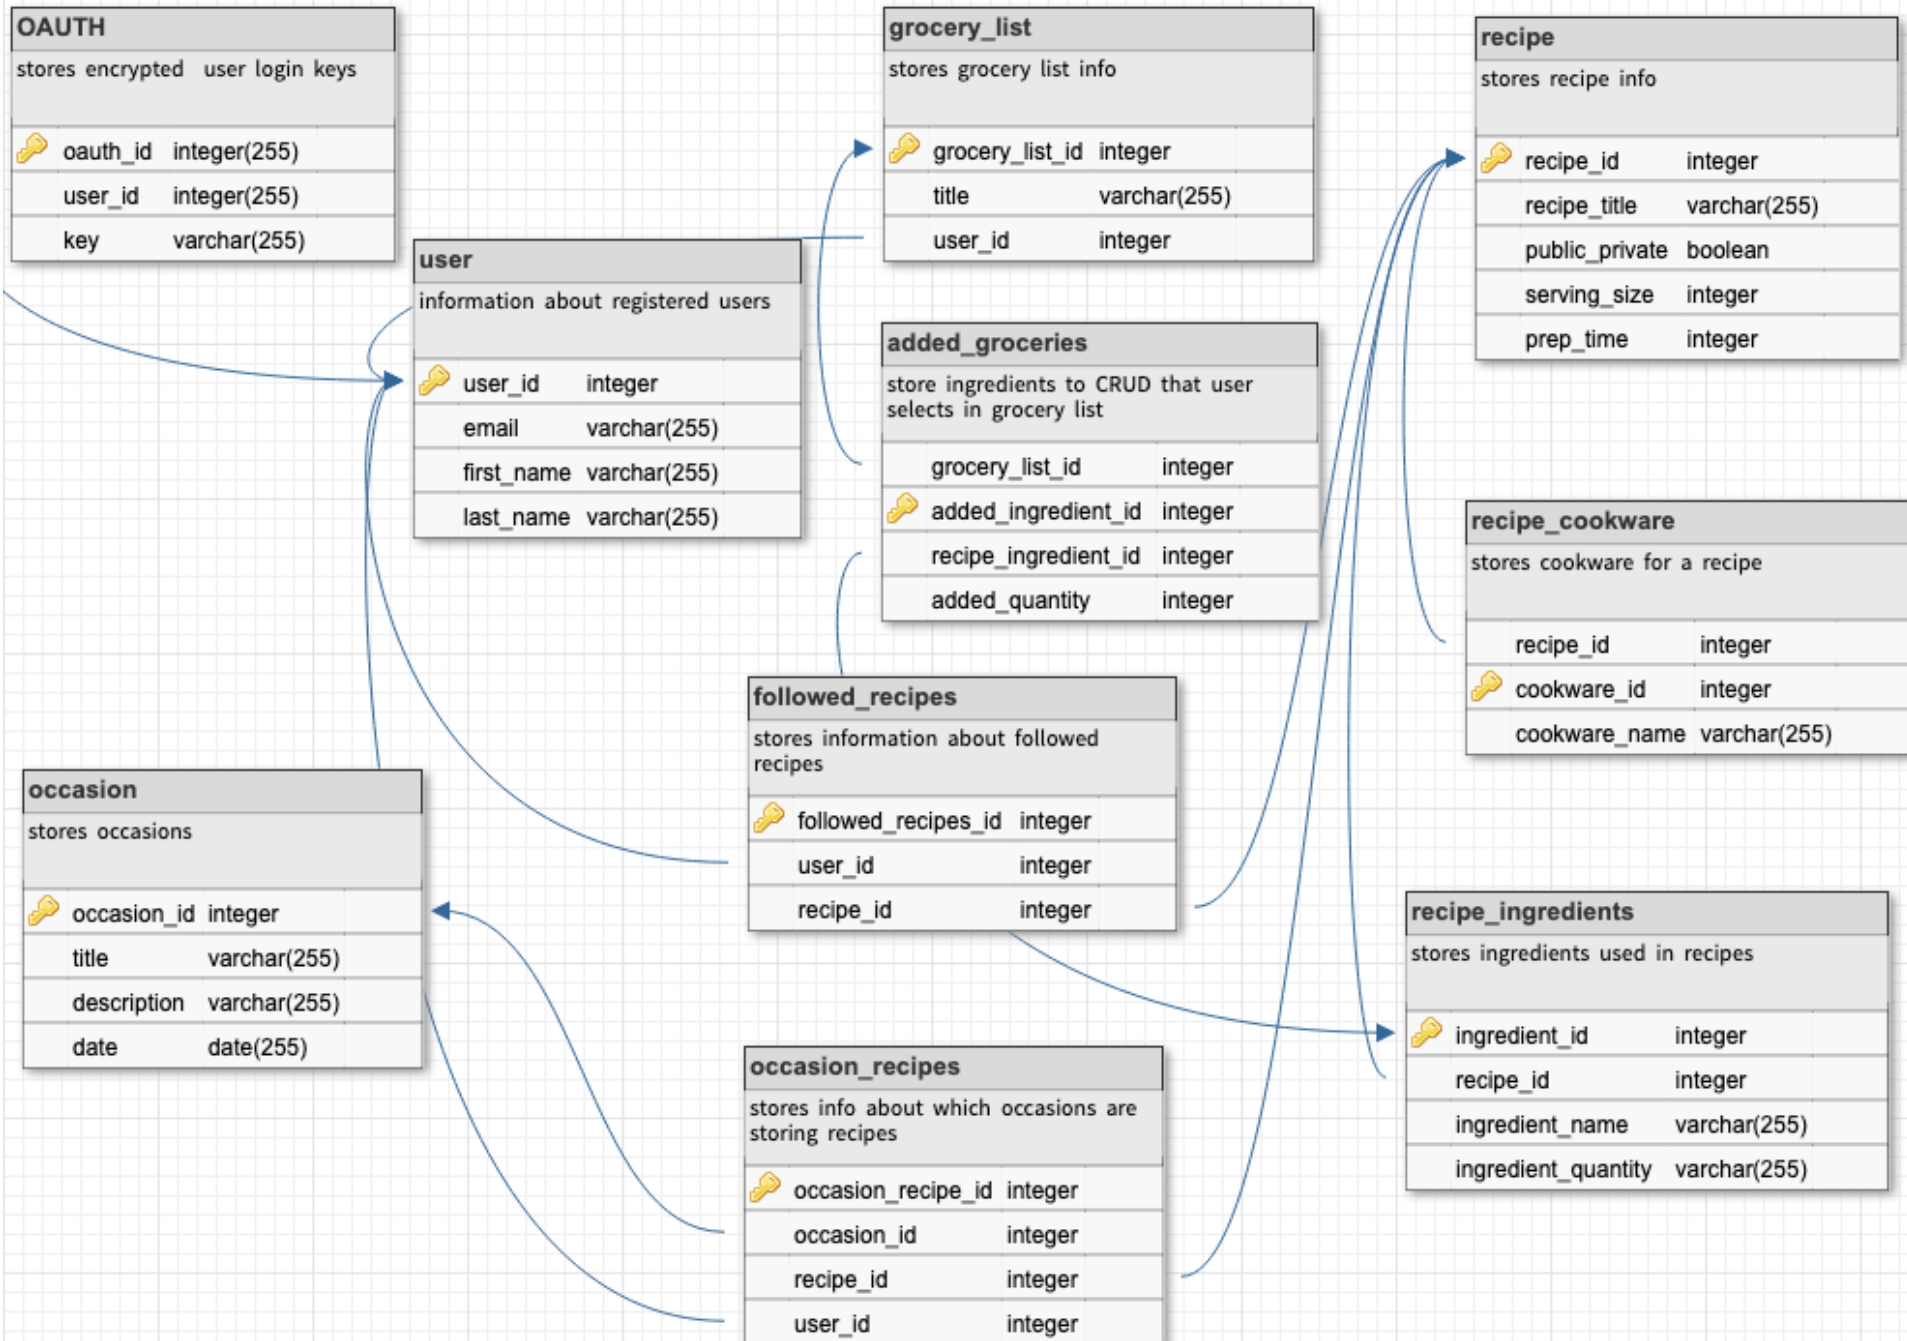 OAUTH
stores encrypted user login keys
oauth_id integer(255)
user_id integer(255)
key varchar(255)
user
information about registered users
user_id integer
email varchar(255)
first_name varchar(255)
last_name varchar(255)
grocery_list
stores grocery list info
grocery_list_id integer
title varchar(255)
user_id integer
added_groceries
store ingredients to CRUD that user
selects in grocery list
grocery_list_id integer
added_ingredient_id integer
recipe_ingredient_id integer
added_quantity integer
recipe
stores recipe info
recipe_id integer
recipe_title varchar(255)
public_private boolean
serving_size integer
prep_time integer
recipe_cookware
stores cookware for a recipe
recipe_id integer
cookware_id integer
cookware_name varchar(255)
followed_recipes
stores information about followed
recipes
followed_recipes_id integer
user_id integer
recipe_id integer
occasion
stores occasions
occasion_id integer
title varchar(255)
description varchar(255)
date date(255)
recipe_ingredients
stores ingredients used in recipes
ingredient_id integer
recipe_id integer
ingredient_name varchar(255)
ingredient_quantity varchar(255)
occasion_recipes
stores info about which occasions are
storing recipes
occasion_recipe_id integer
occasion_id integer
recipe_id integer
user_id integer